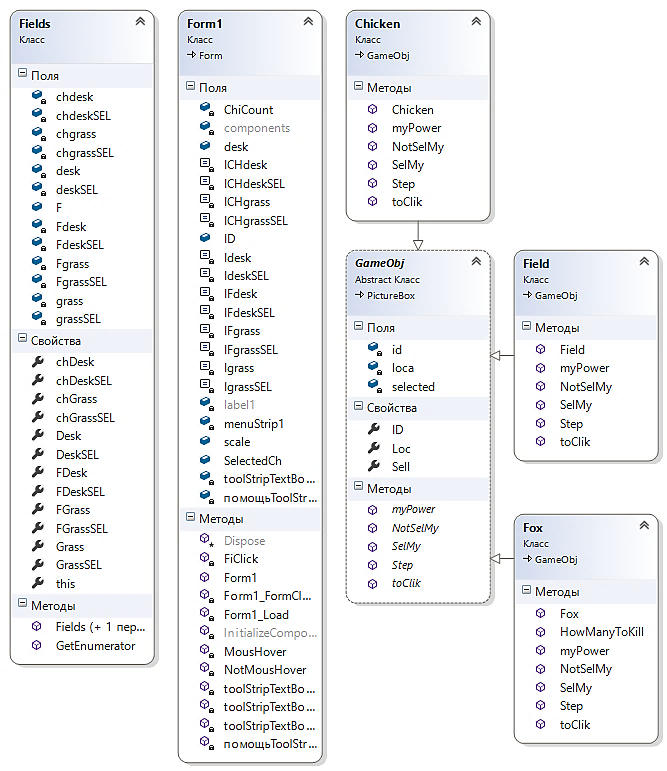 Fields
Класс
Поля
chdesk
chdeskSEL
chgrass
chgrassSEL
desk
deskSEL
F
Fdesk
FdeskSEL
Fgrass
FgrassSEL
grass
grassSEL
Свойства
chDesk
chDeskSEL
chGrass
chGrassSEL
Desk
DeskSEL
FDesk
FDeskSEL
FGrass
FGrassSEL
Grass
GrassSEL
this
Методы
Fields (+ 1 пер...
GetEnumerator
Form1
Класс
Form
Поля
ChiCount
components
desk
ICHdesk
ICHdeskSEL
ICHgrass
ICHgrassSEL
ID
Idesk
IdeskSEL
IFdesk
IFdeskSEL
IFgrass
IFgrassSEL
Igrass
IgrassSEL
label1
menuStrip1
scale
SelectedCh
toolStripTextBo...
помощьToolStr...
Методы
Dispose
FiClick
Form1
Form1_FormCl...
Form1_Load
InitializeCompo...
MousHover
NotMousHover
toolStripTextBo...
toolStripTextBo...
toolStripTextBo...
помощьToolStr...
Chicken
Класс
GameObj
Методы
Chicken
myPower
NotSelMy
SelMy
Step
toClik
GameObj
Abstract Класс
PictureBox
Поля
id
loca
selected
Свойства
ID
Loc
Sell
Методы
myPower
NotSelMy
SelMy
Step
toClik
Field
Класс
GameObj
Методы
Field
myPower
NotSelMy
SelMy
Step
toClik
Fox
Класс
GameObj
Методы
Fox
HowManyToKill
myPower
NotSelMy
SelMy
Step
toClik